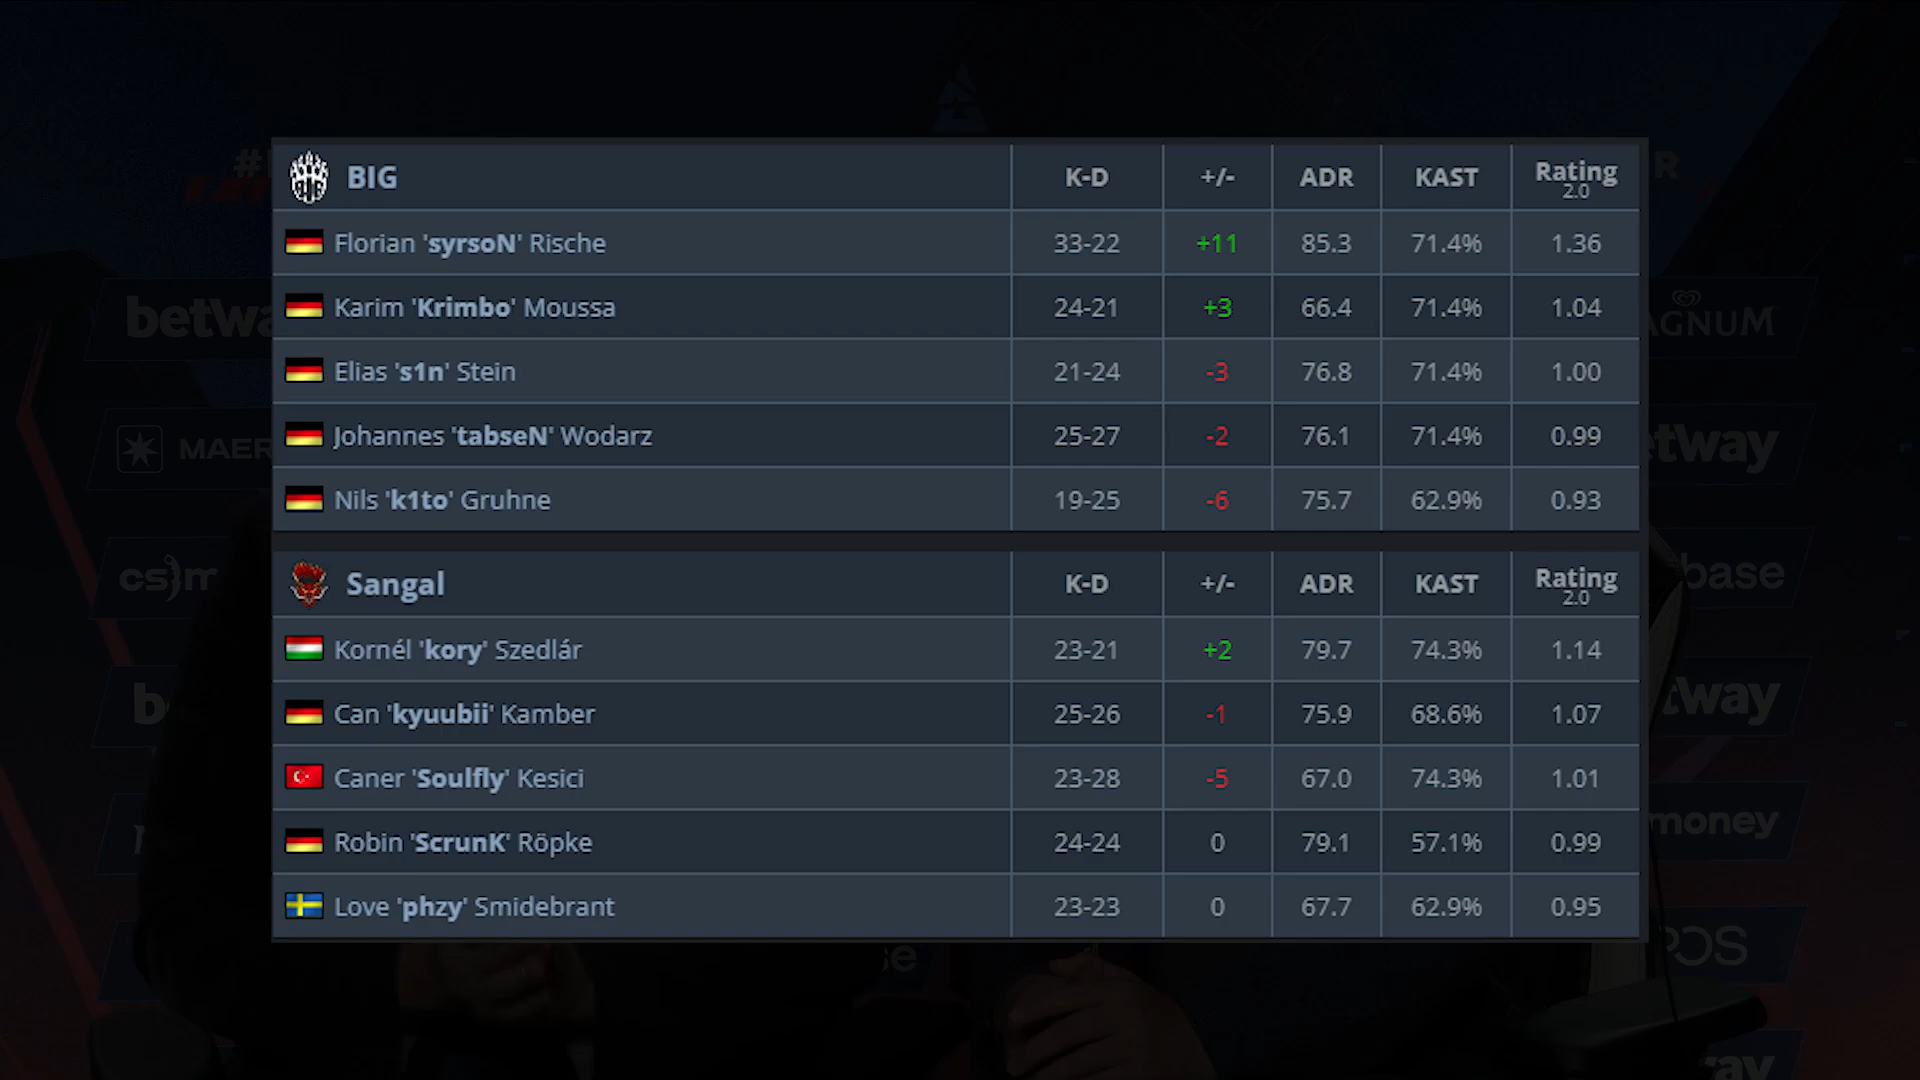 BIG K-D +/- ADR KAST Rating 2.0
Florian 'syrsoN' Rische 33-22 +11 85.3 71.4% 1.36
Karim 'Krimbo' Moussa 24-21 +3 66.4 71.4% 1.04
Elias 's1n' Stein 21-24 -3 76.8 71.4% 1.00
Johannes 'tabseN' Wodarz 25-27 -2 76.1 71.4% 0.99
Nils 'k1to' Gruhne 19-25 -6 75.7 62.9% 0.93
Sangal K-D +/- ADR KAST Rating 2.0
Kornél 'kory' Szedlár 23-21 +2 79.7 74.3% 1.14
Can 'kyuubii' Kamber 25-26 -1 75.9 68.6% 1.07
Caner 'Soulfly' Kesici 23-28 -5 67.0 74.3% 1.01
Robin 'ScrunK' Röpke 24-24 0 79.1 57.1% 0.99
Love 'phzy' Smidebrant 23-23 0 67.7 62.9% 0.95